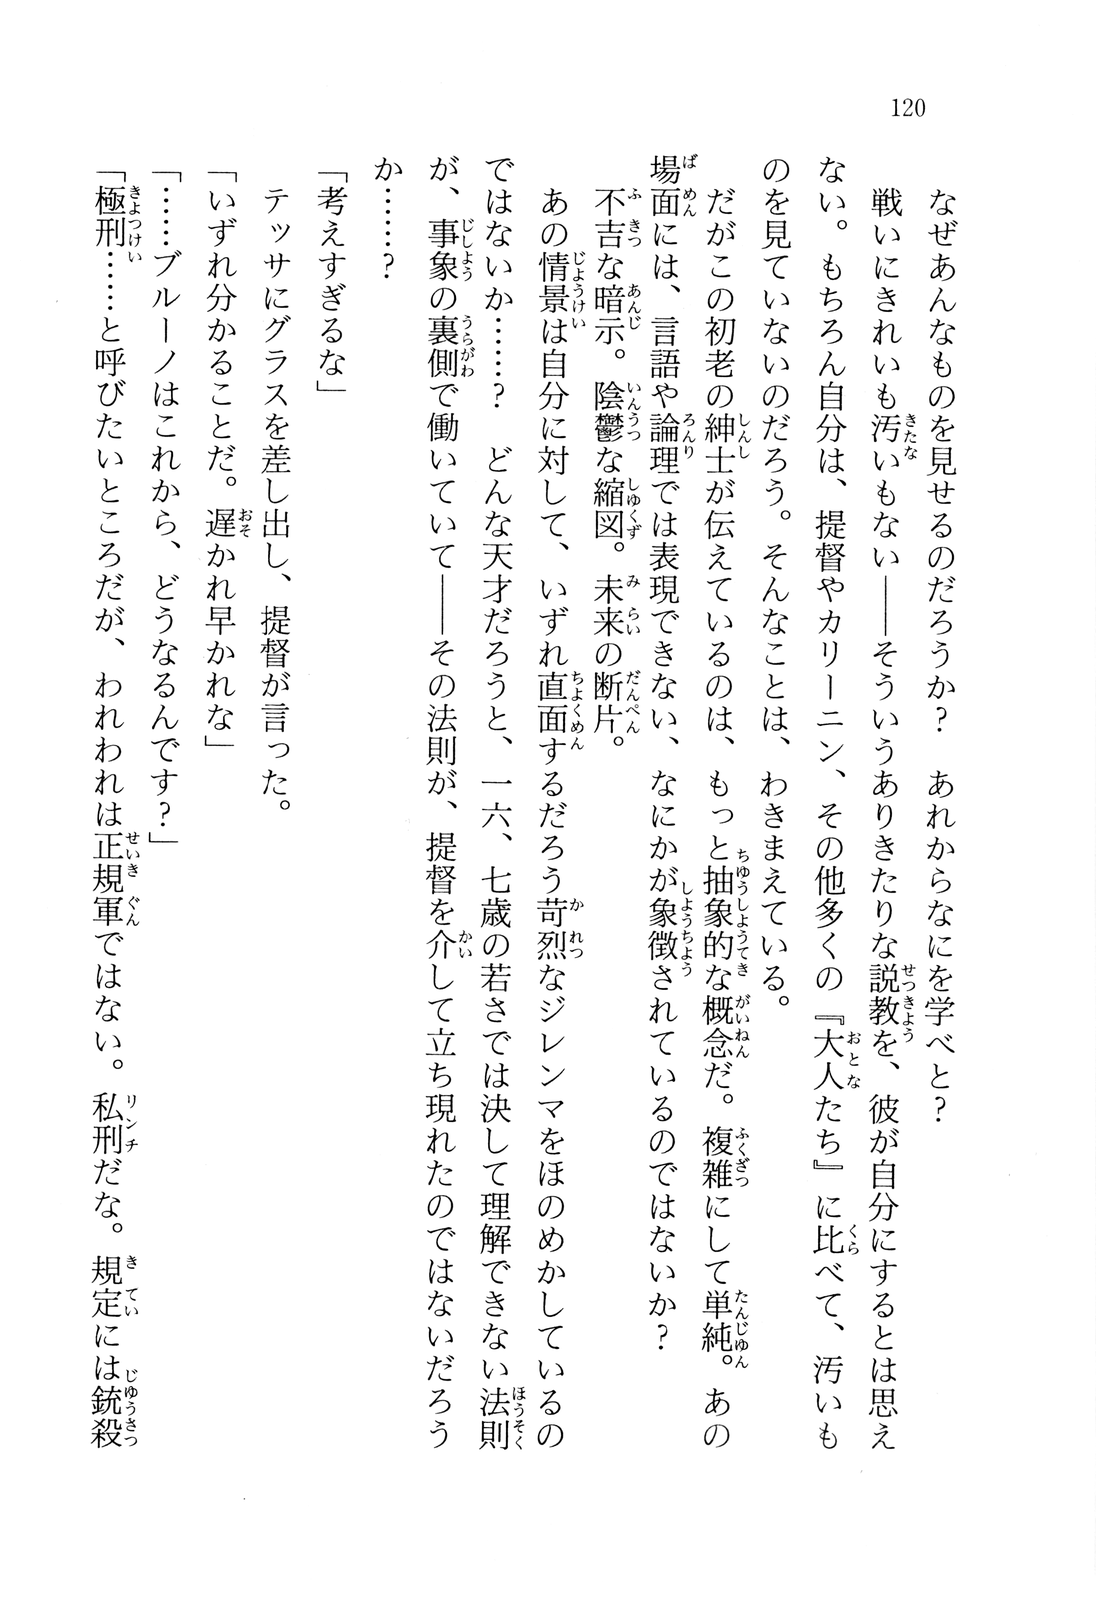 120
なぜあんなものを見せるのだろうか？　あれからなにを学べと？
戦いにきれいも汚いもない――そういうありきたりな説教を、彼が自分にするとは思え
ない。もちろん自分は、提督やカリーニン、その他多くの『大人たち』に比べて、汚いも
のを見ていないのだろう。そんなことは、わきまえている。
だがこの初老の紳士が伝えているのは、もっと抽象的な概念だ。複雑にして単純。あの
場面には、言語や論理では表現できない、なにかが象徴されているのではないか？
不吉な暗示。陰鬱な縮図。未来の断片。
あの情景は自分に対して、いずれ直面するだろう苛烈なジレンマをほのめかしているの
ではないか……？　どんな天才だろうと、一六、七歳の若さでは決して理解できない法則
が、事象の裏側で働いていて――その法則が、提督を介して立ち現れたのではないだろう
か……？
「考えすぎるな」
テッサにグラスを差し出し、提督が言った。
「いずれ分かることだ。遅かれ早かれな」
「……ブルーノはこれから、どうなるんです？」
「極刑……と呼びたいところだが、われわれは正規軍ではない。私刑だな。規定には銃殺